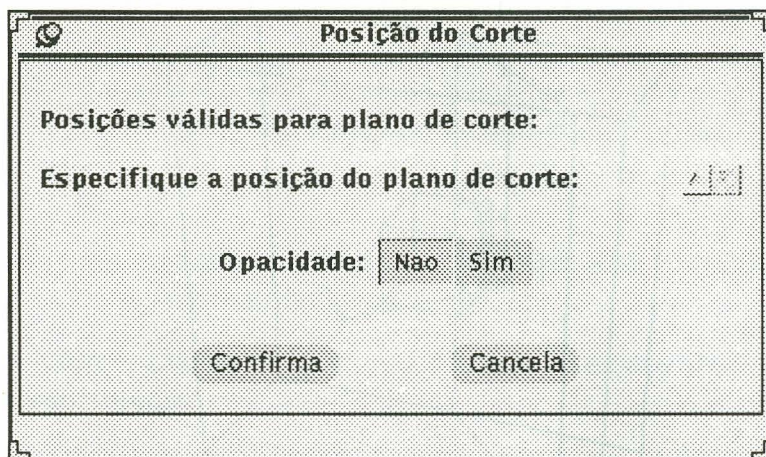 Posição do Corte
Posições válidas para plano de corte:
Especifique a posição do plano de corte:
Opacidade: Nao Sim
Confirma Cancela